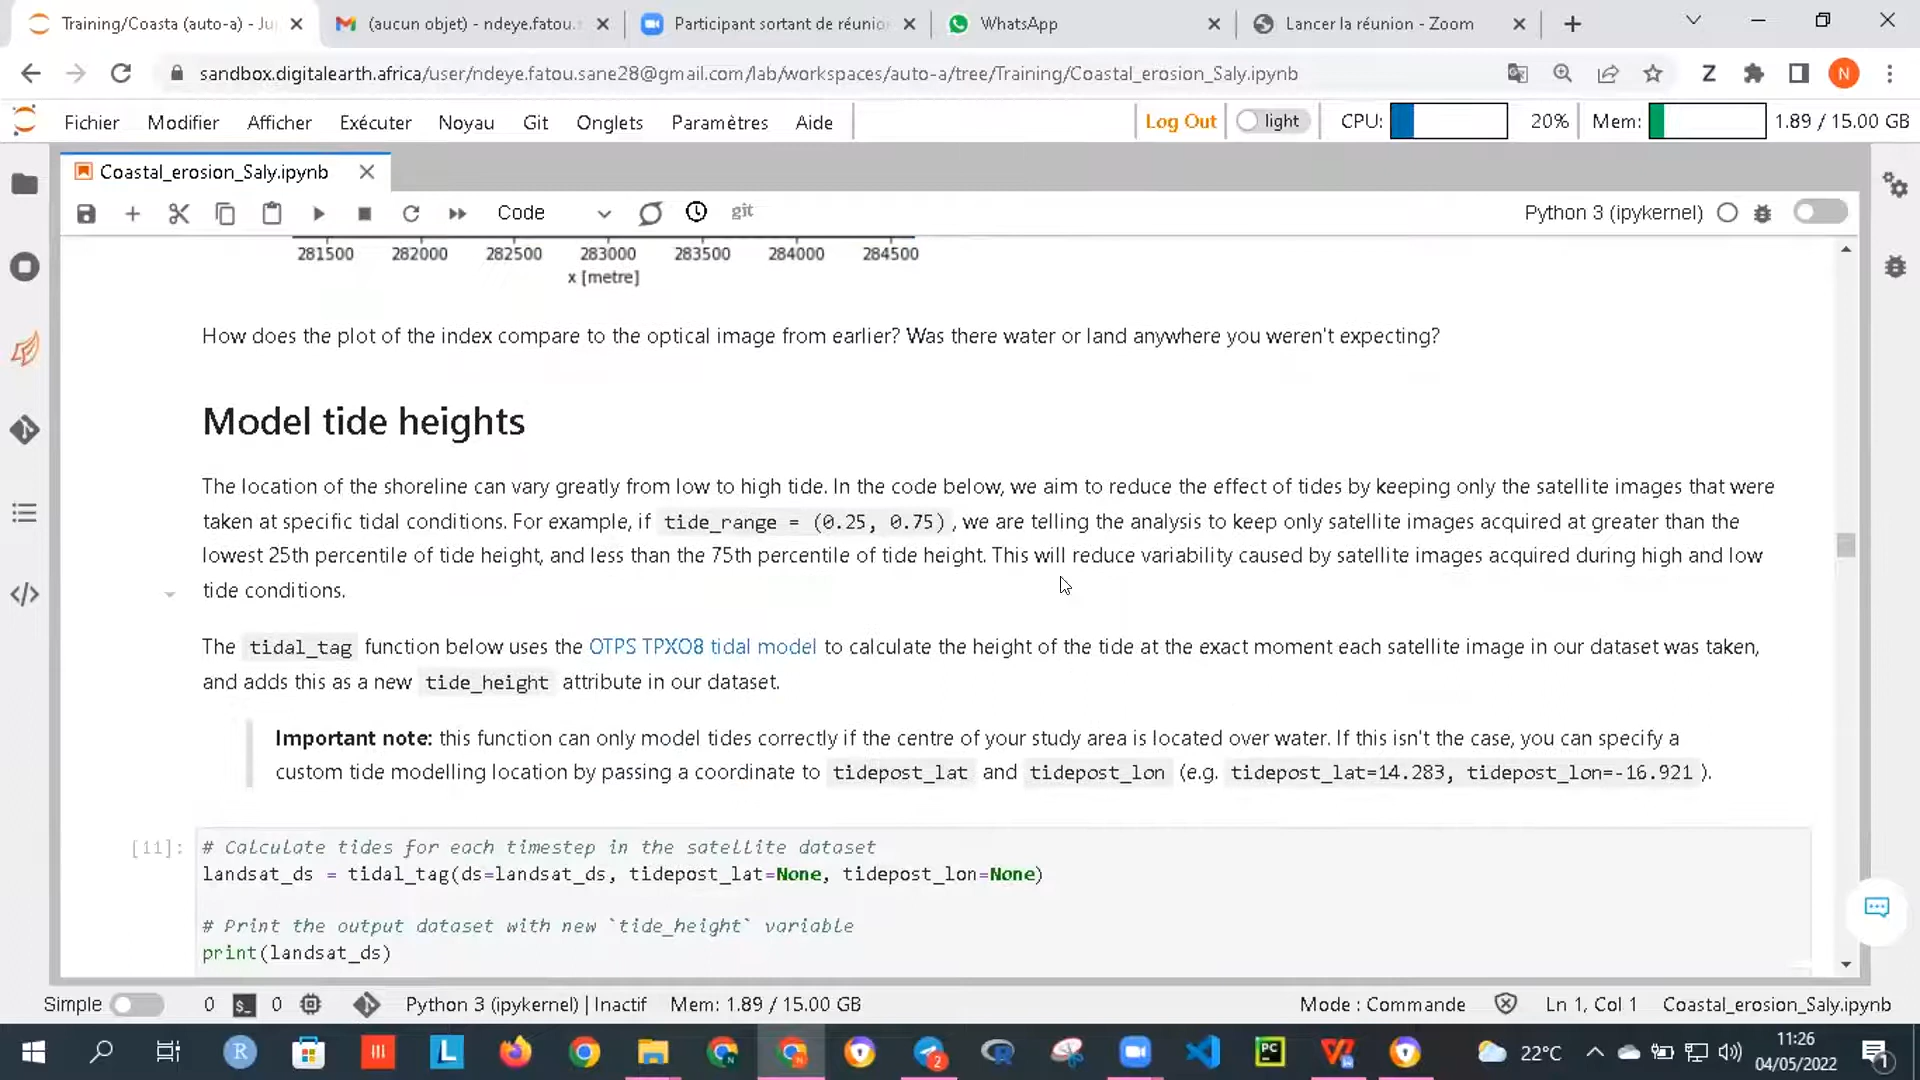 Training/Coasta (auto-a) - Ju
(aucun objet) - ndeye.fatou.
Participant sortant de réunio
WhatsApp
Lancer la réunion - Zoom
sandbox.digitalearth.africa/user/ndeye.fatou.sane28@gmail.com/lab/workspaces/auto-a/tree/Training/Coastal_erosion_Saly.ipynb
Z
N
Fichier Modifier Afficher Exécuter Noyau Git Onglets Paramètres Aide
Log Out light CPU: 20% Mem: 1.89 / 15.00 GB
Coastal_erosion_Saly.ipynb
Code git Python 3 (ipykernel)
281500 282000 282500 283000 283500 284000 284500
x [metre]
How does the plot of the index compare to the optical image from earlier? Was there water or land anywhere you weren't expecting?
Model tide heights
The location of the shoreline can vary greatly from low to high tide. In the code below, we aim to reduce the effect of tides by keeping only the satellite images that were
taken at specific tidal conditions. For example, if tide_range = (0.25, 0.75) , we are telling the analysis to keep only satellite images acquired at greater than the
lowest 25th percentile of tide height, and less than the 75th percentile of tide height. This will reduce variability caused by satellite images acquired during high and low
tide conditions.
The tidal_tag function below uses the OTPS TPXO8 tidal model to calculate the height of the tide at the exact moment each satellite image in our dataset was taken,
and adds this as a new tide_height attribute in our dataset.
Important note: this function can only model tides correctly if the centre of your study area is located over water. If this isn't the case, you can specify a
custom tide modelling location by passing a coordinate to tidepost_lat and tidepost_lon (e.g. tidepost_lat=14.283, tidepost_lon=-16.921 ).
[11]: # Calculate tides for each timestep in the satellite dataset
landsat_ds = tidal_tag(ds=landsat_ds, tidepost_lat=None, tidepost_lon=None)
# Print the output dataset with new `tide_height` variable
print(landsat_ds)
Simple 0 $_ 0 Python 3 (ipykernel) | Inactif Mem: 1.89 / 15.00 GB Mode : Commande Ln 1, Col 1 Coastal_erosion_Saly.ipynb
R L N 2 R PC 22°C 11:26
04/05/2022 1